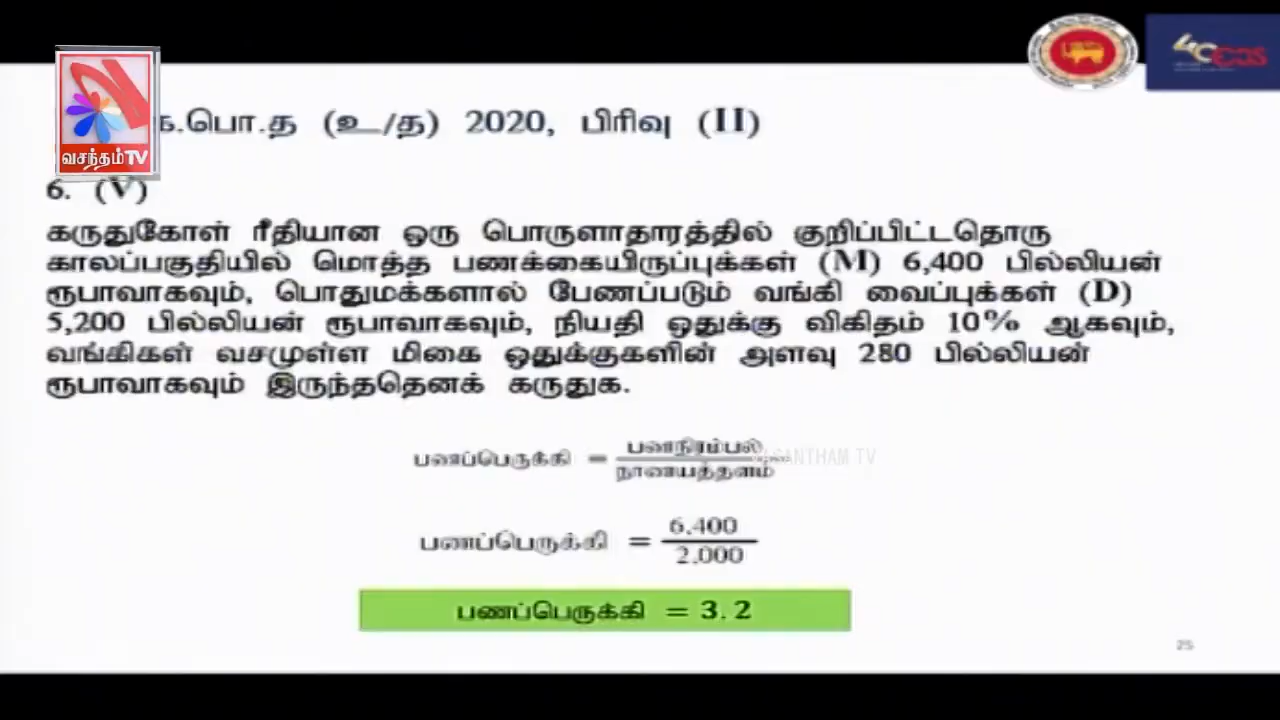 வசந்தம்TV
க.பொ.த (உ/த) 2020, பிரிவு (II)
6. (V)
கருதுகோள் ரீதியான ஒரு பொருளாதாரத்தில் குறிப்பிட்டதொரு
காலப்பகுதியில் மொத்த பணக்கையிருப்புக்கள் (M) 6,400 பில்லியன்
ரூபாவாகவும், பொதுமக்களால் பேணப்படும் வங்கி வைப்புக்கள் (D)
5,200 பில்லியன் ரூபாவாகவும், நியதி ஒதுக்கு விகிதம் 10% ஆகவும்,
வங்கிகள் வசமுள்ள மிகை ஒதுக்குகளின் அளவு 280 பில்லியன்
ரூபாவாகவும் இருந்ததெனக் கருதுக.
பணப்பெருக்கி = பணநிரம்பல்
நாணயத்தளம்
VASANTHAM TV
பணப்பெருக்கி = 6,400
2,000
பணப்பெருக்கி = 3.2
25